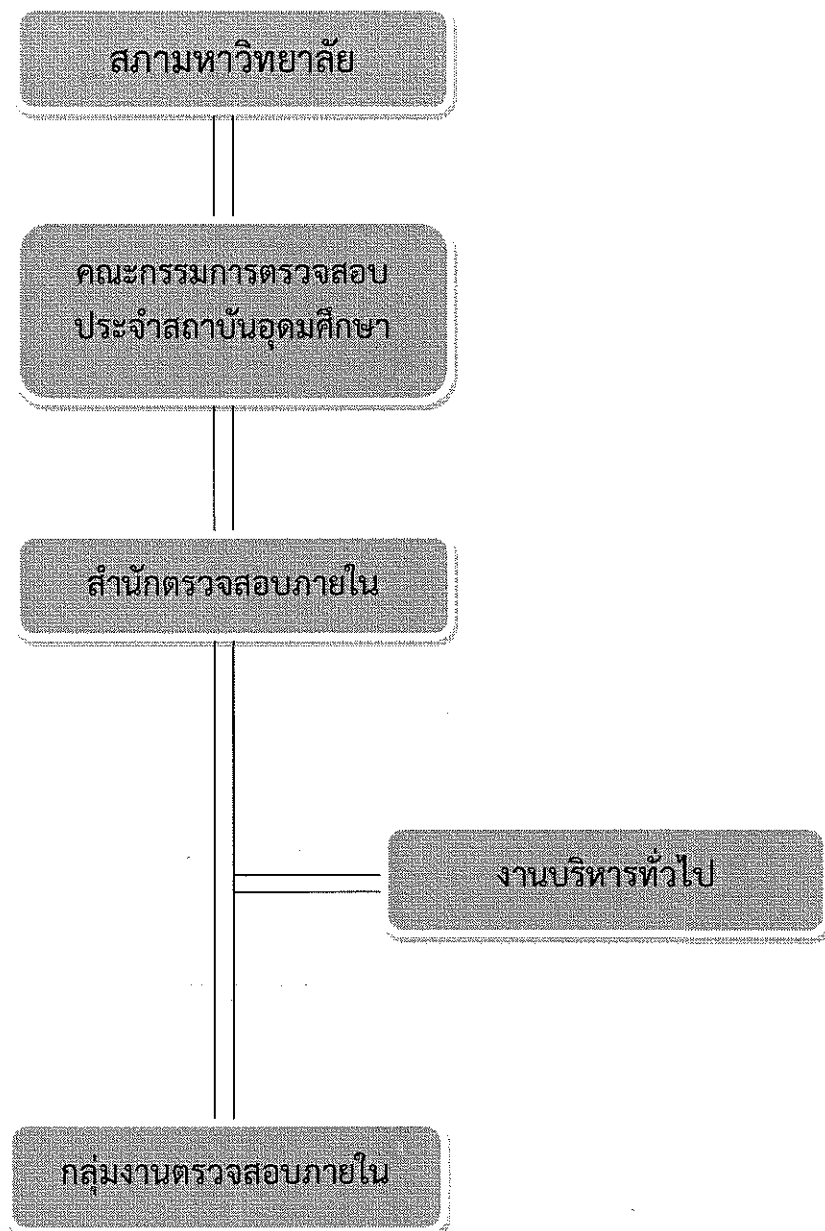 สภามหาวิทยาลัย
คณะกรรมการตรวจสอบ
ประจำสถาบันอุดมศึกษา
สำนักตรวจสอบภายใน
งานบริหารทั่วไป
กลุ่มงานตรวจสอบภายใน